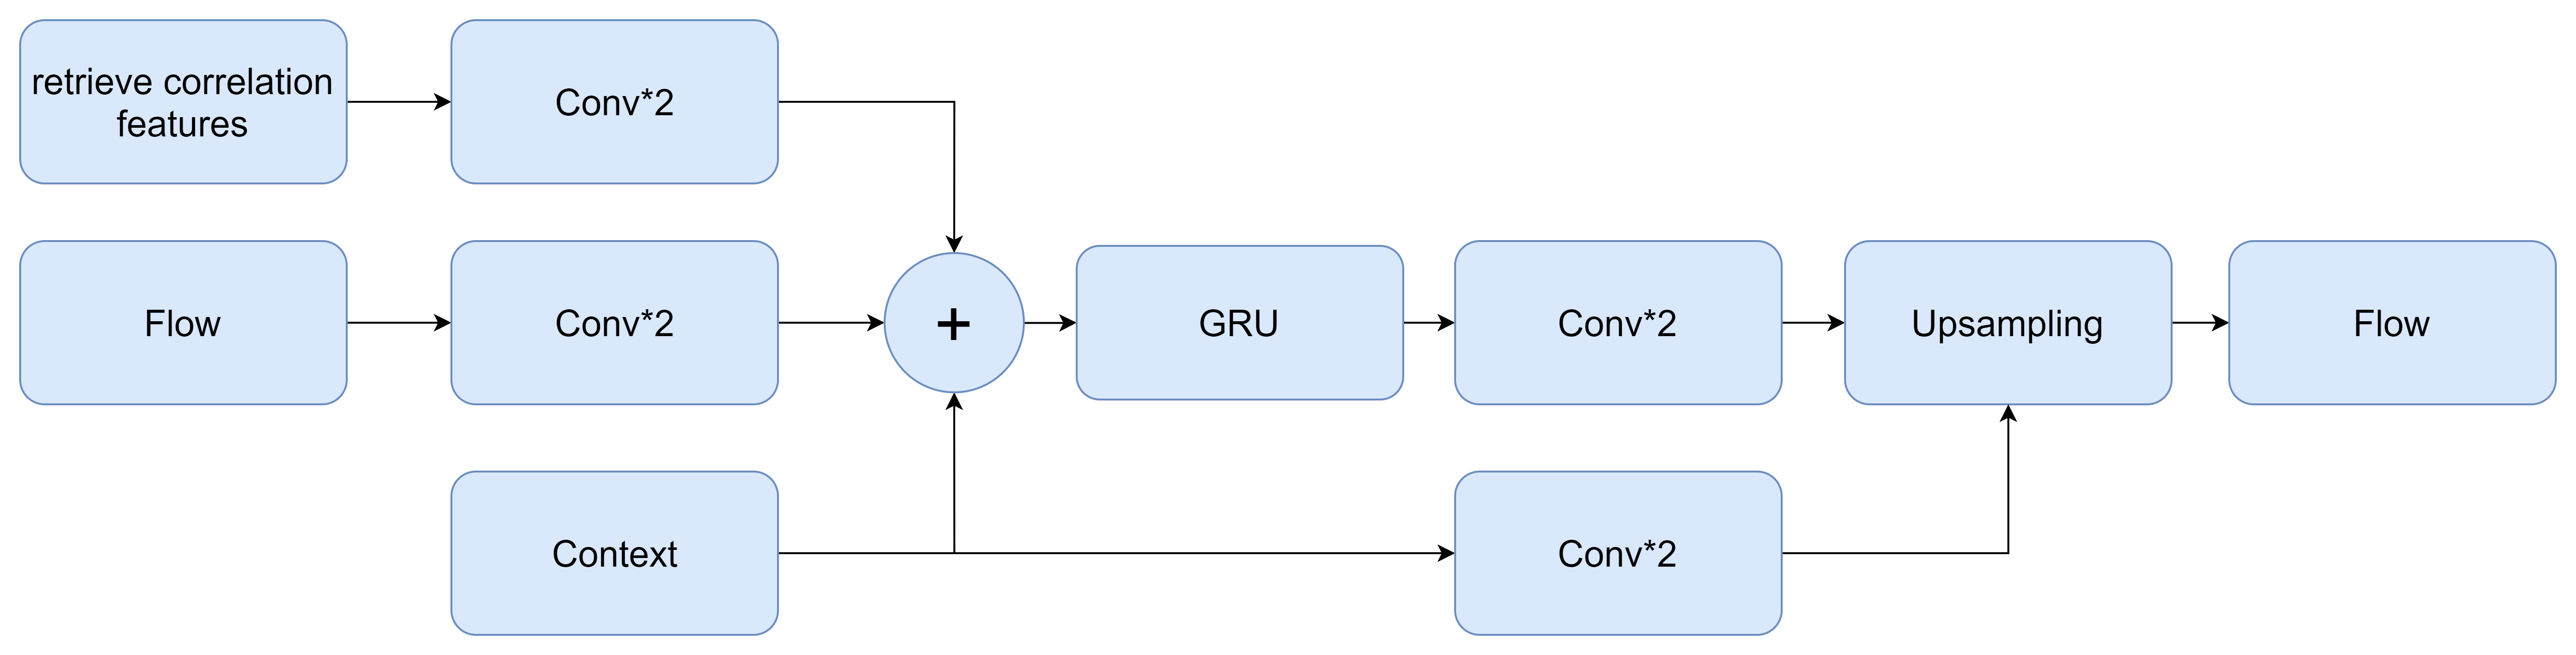 retrieve correlation
features
Conv*2
Flow
Conv*2
+
GRU
Conv*2
Upsampling
Flow
Context
Conv*2